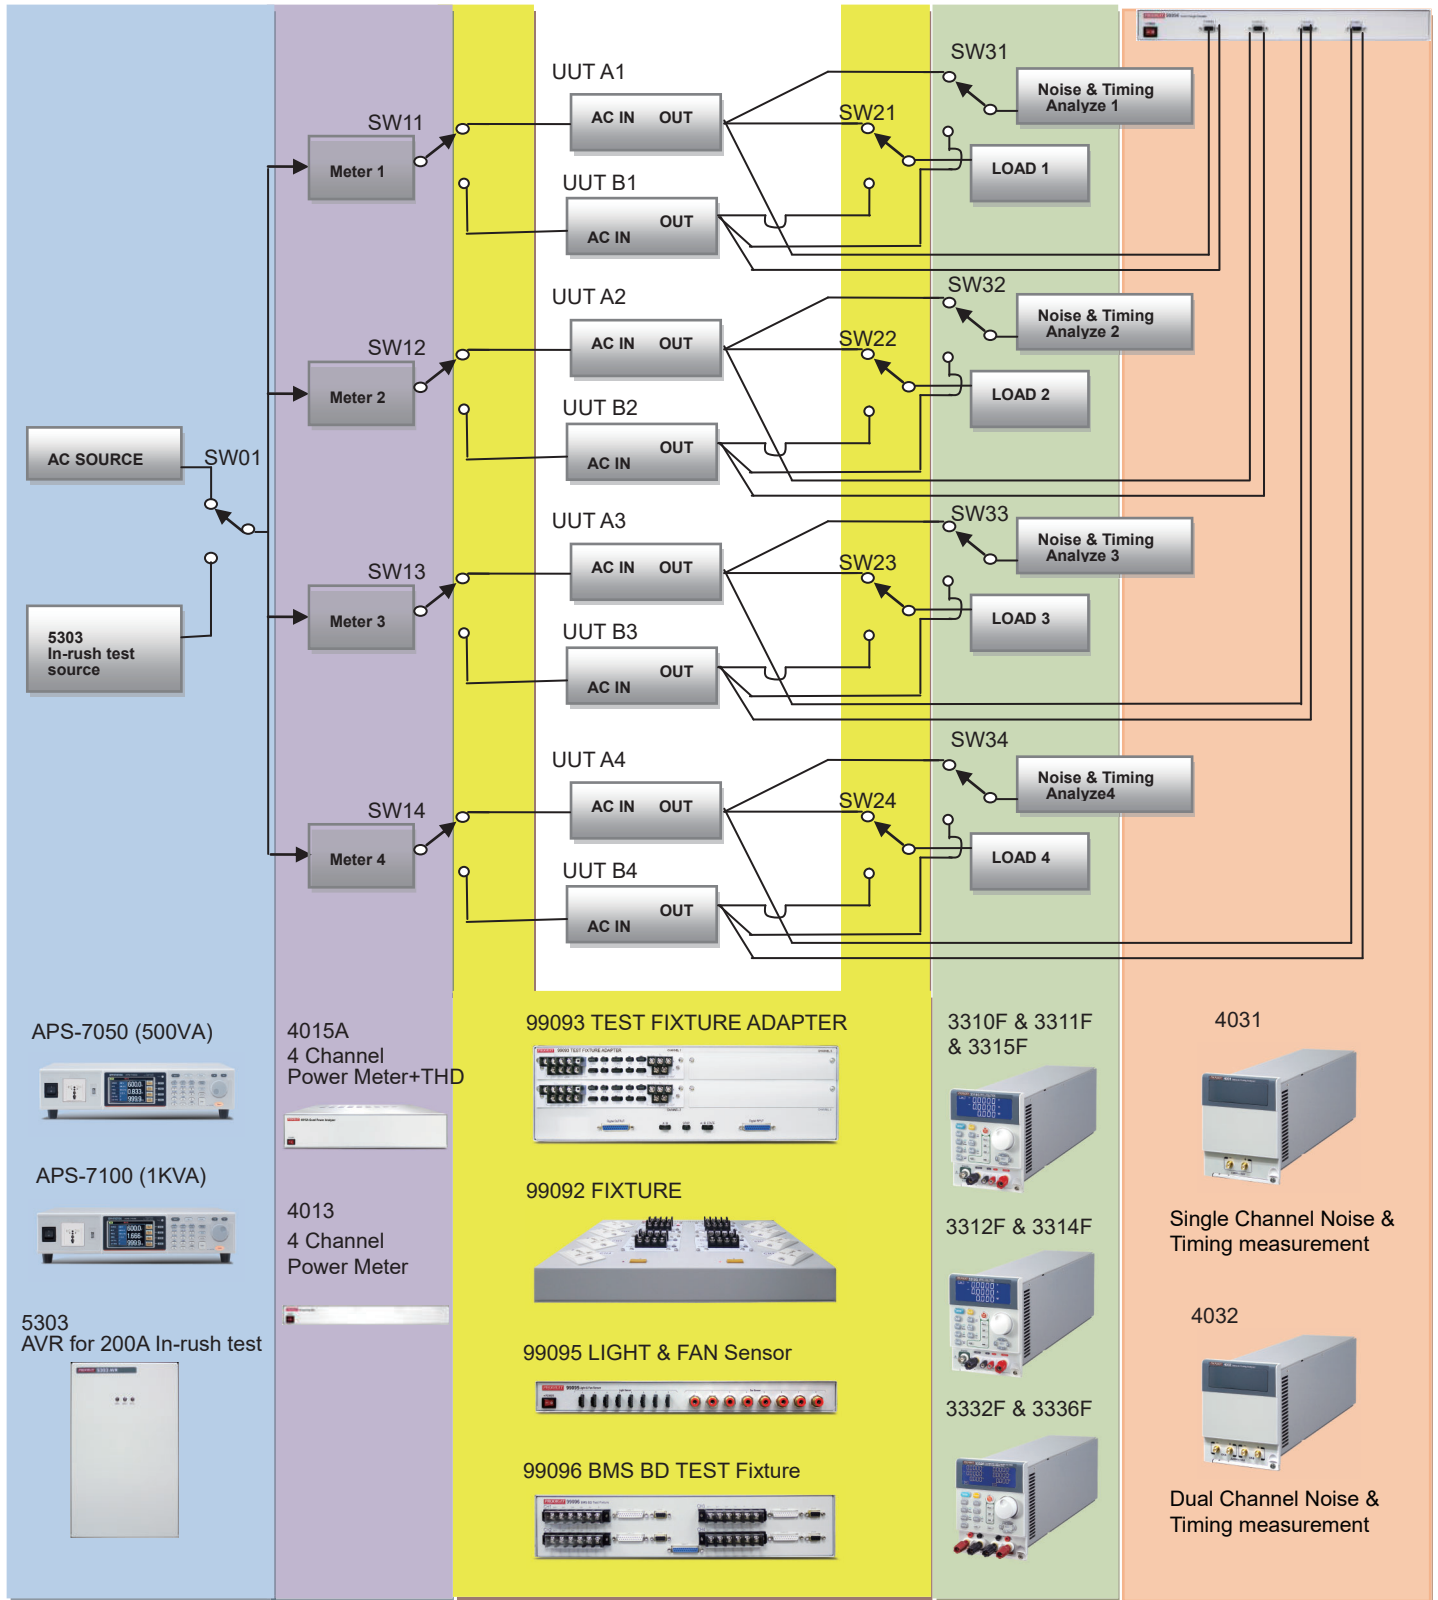 UUT A1
SW31
Noise & Timing
Analyze 1
SW11
AC IN OUT
SW21
Meter 1
LOAD 1
UUT B1
OUT
AC IN
UUT A2
SW32
Noise & Timing
Analyze 2
SW12
AC IN OUT
SW22
Meter 2
LOAD 2
UUT B2
OUT
AC IN
AC SOURCE
SW01
UUT A3
SW33
Noise & Timing
Analyze 3
SW13
AC IN OUT
SW23
Meter 3
LOAD 3
UUT B3
OUT
AC IN
5303
In-rush test
source
UUT A4
SW34
Noise & Timing
Analyze4
SW14
AC IN OUT
SW24
Meter 4
LOAD 4
UUT B4
OUT
AC IN
APS-7050 (500VA)
APS-7100 (1KVA)
5303
AVR for 200A In-rush test
4015A
4 Channel
Power Meter+THD
4013
4 Channel
Power Meter
99093 TEST FIXTURE ADAPTER
99093 TEST FIXTURE ADAPTER
99092 FIXTURE
99095 LIGHT & FAN Sensor
99096 BMS BD TEST Fixture
3310F & 3311F
& 3315F
3312F & 3314F
3332F & 3336F
4031
Single Channel Noise &
Timing measurement
4032
Dual Channel Noise &
Timing measurement